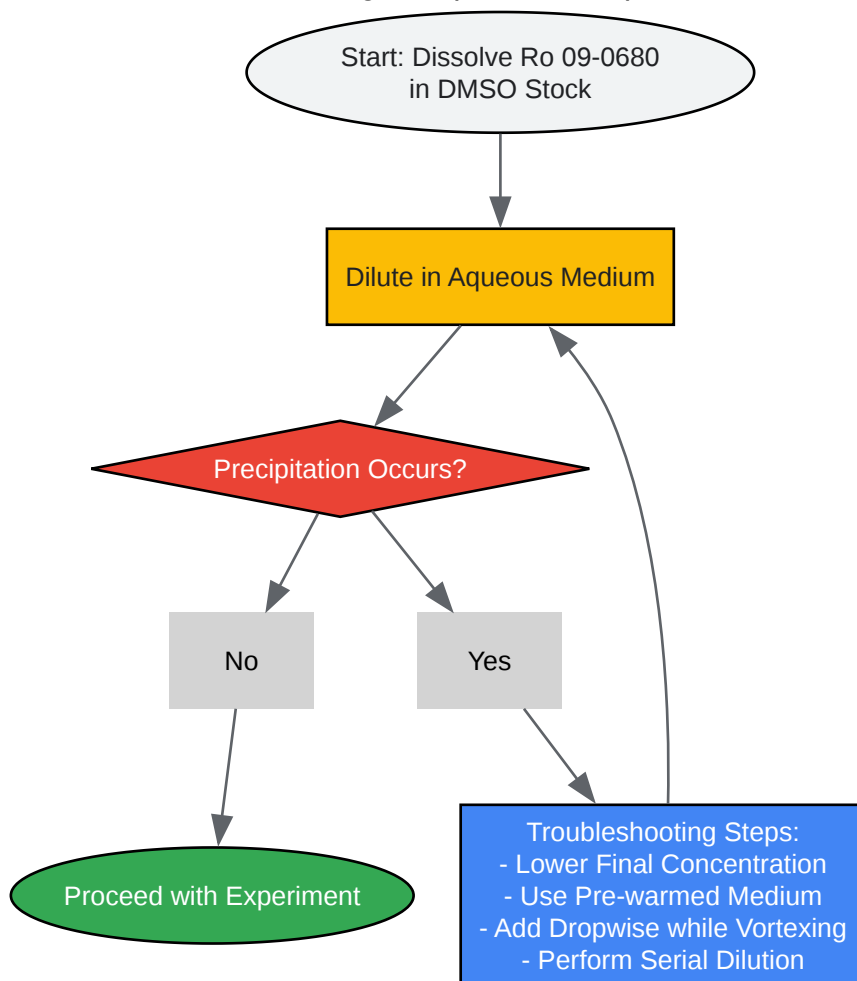 Start: Dissolve Ro 09-0680
in DMSO Stock
Dilute in Aqueous Medium
Precipitation Occurs?
No
Yes
Proceed with Experiment
Troubleshooting Steps:
- Lower Final Concentration
- Use Pre-warmed Medium
- Add Dropwise while Vortexing
- Perform Serial Dilution